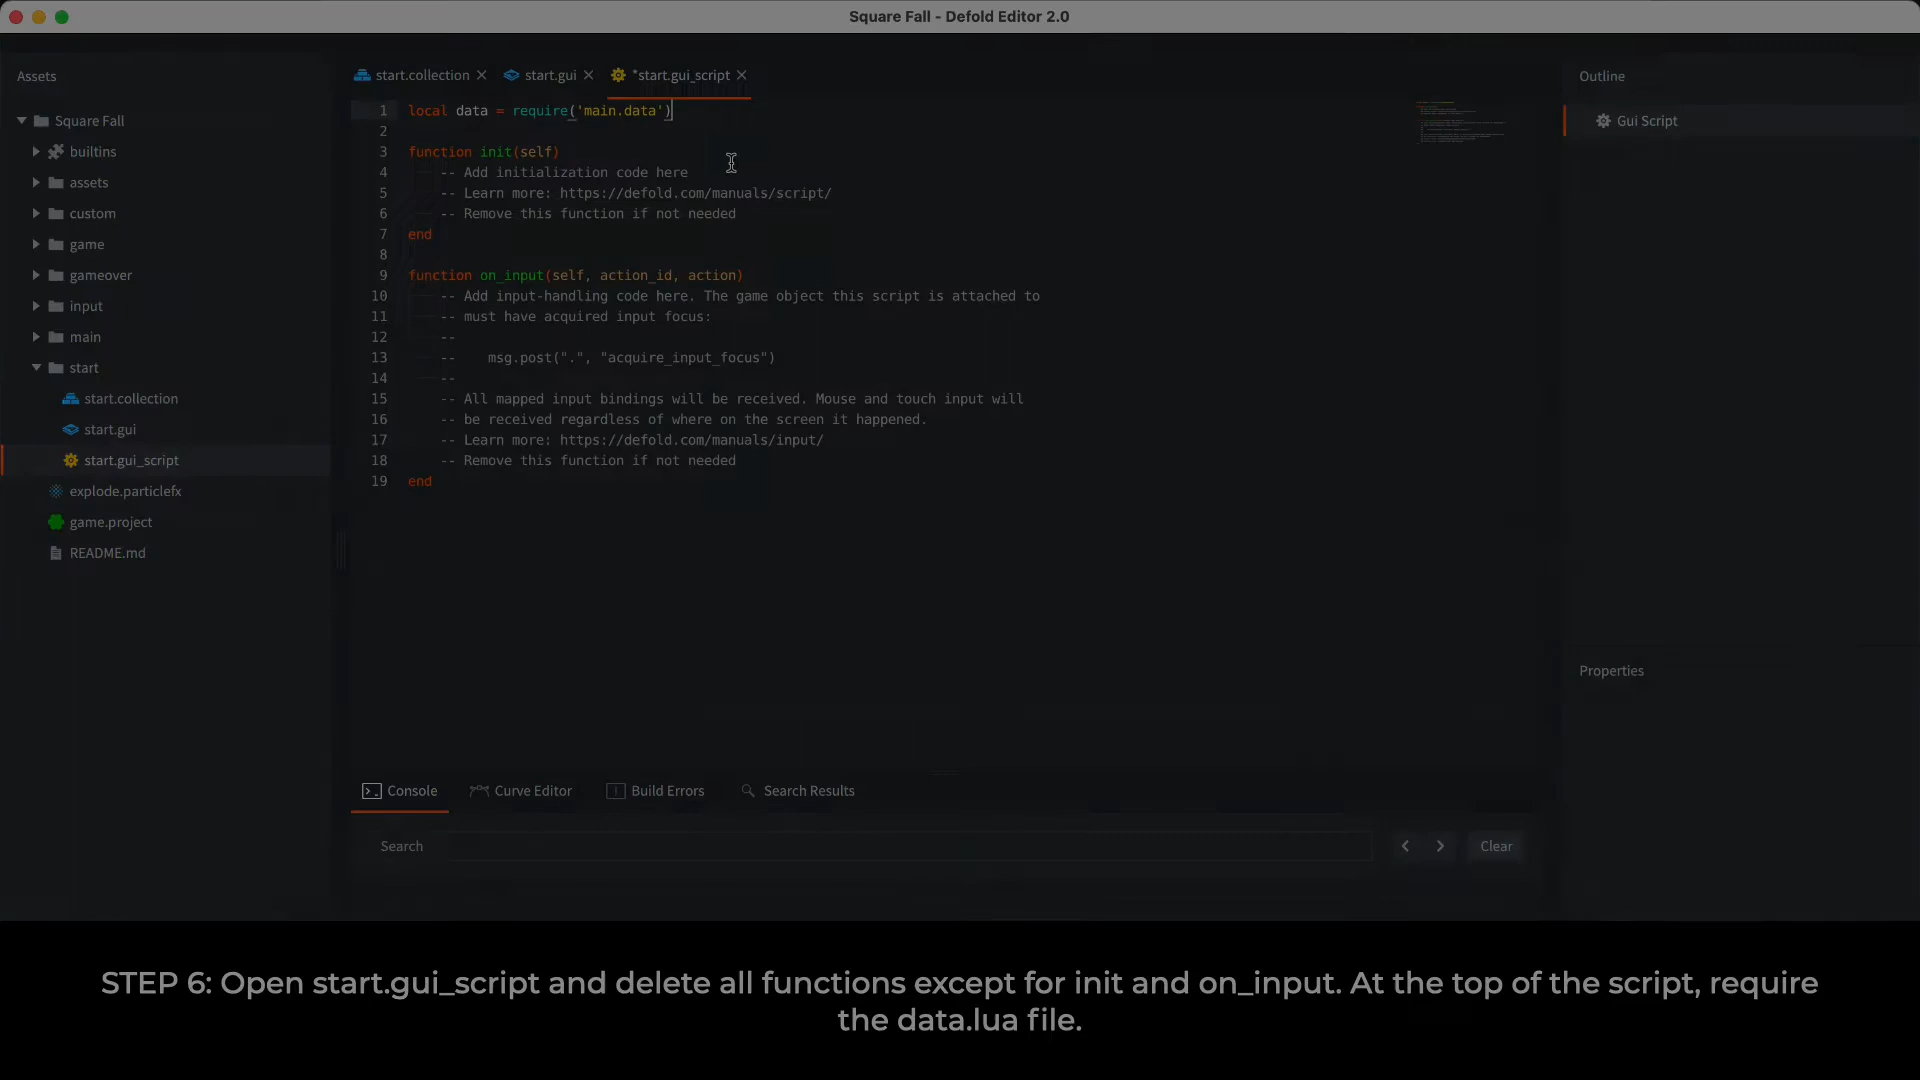 Square Fall - Defold Editor 2.0
Assets
Square Fall
builtins
assets
custom
game
gameover
input
main
start
start.collection
start.gui
start.gui_script
explode.particlefx
game.project
README.md
start.collection
start.gui
*start.gui_script
1 local data = require('main.data')
2
3 function init(self)
4 -- Add initialization code here
5 -- Learn more: https://defold.com/manuals/script/
6 -- Remove this function if not needed
7 end
8
9 function on_input(self, action_id, action)
10 -- Add input-handling code here. The game object this script is attached to
11 -- must have acquired input focus:
12 --
13 -- msg.post(".", "acquire_input_focus")
14 --
15 -- All mapped input bindings will be received. Mouse and touch input will
16 -- be received regardless of where on the screen it happened.
17 -- Learn more: https://defold.com/manuals/input/
18 -- Remove this function if not needed
19 end
Outline
Gui Script
Properties
Console
Curve Editor
Build Errors
Search Results
Search
Clear
STEP 6: Open start.gui_script and delete all functions except for init and on_input. At the top of the script, require
the data.lua file.